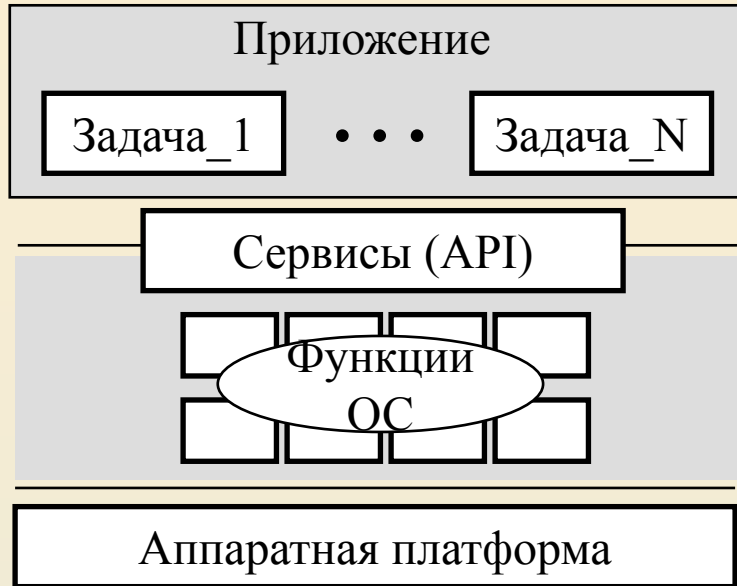 Приложение
Задача_1 • • • Задача_N
Сервисы (API)
Функции
ОС
Аппаратная платформа